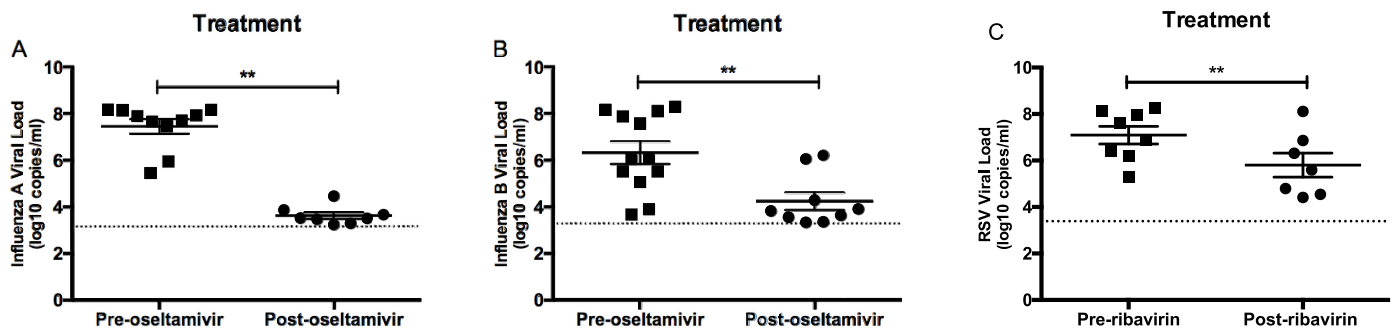 Treatment
A
**
Influenza A Viral Load
(log10 copies/ml)
10
8
6
4
2
0
Pre-oseltamivir
Post-oseltamivir
Treatment
B
**
Influenza B Viral Load
(log10 copies/ml)
10
8
6
4
2
0
Pre-oseltamivir
Post-oseltamivir
Treatment
C
**
RSV Viral Load
(log10 copies/ml)
10
8
6
4
2
0
Pre-ribavirin
Post-ribavirin